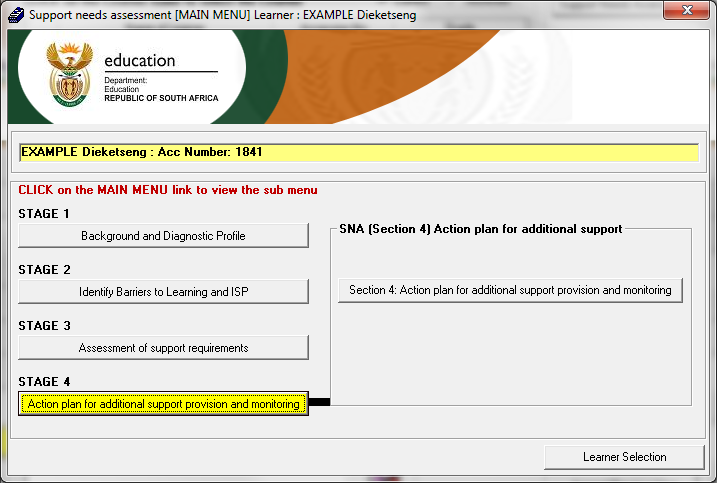 Support needs assessment [MAIN MENU] Learner : EXAMPLE Dieketseng
education
Department:
Education
REPUBLIC OF SOUTH AFRICA
EXAMPLE Dieketseng : Acc Number: 1841
CLICK on the MAIN MENU link to view the sub menu
STAGE 1
Background and Diagnostic Profile
STAGE 2
Identify Barriers to Learning and ISP
STAGE 3
Assessment of support requirements
STAGE 4
Action plan for additional support provision and monitoring
SNA (Section 4) Action plan for additional support
Section 4: Action plan for additional support provision and monitoring
Learner Selection